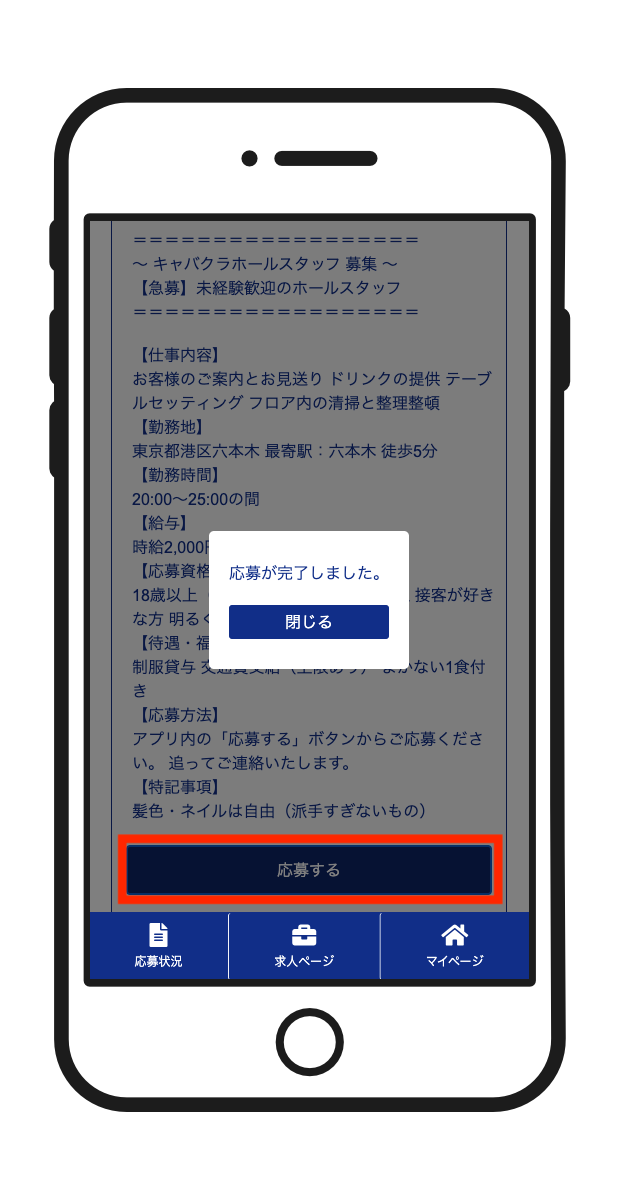 ＝＝＝＝＝＝＝＝＝＝＝＝＝＝＝＝＝＝
〜 キャバクラホールスタッフ 募集 〜
【急募】未経験歓迎のホールスタッフ
＝＝＝＝＝＝＝＝＝＝＝＝＝＝＝＝＝＝
【仕事内容】
お客様のご案内とお見送り ドリンクの提供 テーブ
ルセッティング フロア内の清掃と整理整頓
【勤務地】
東京都港区六本木 最寄駅：六本木 徒歩5分
【勤務時間】
20:00〜25:00の間
【給与】
時給2,000
【応募資格
18歳以上 接客が好き
な方 明る
【待遇・福
制服貸与 交通費支給（上限あり） まかない1食付
き
【応募方法】
アプリ内の「応募する」ボタンからご応募くださ
い。 追ってご連絡いたします。
【特記事項】
髪色・ネイルは自由（派手すぎないもの）
応募が完了しました。
閉じる
応募する
応募状況
求人ページ
マイページ